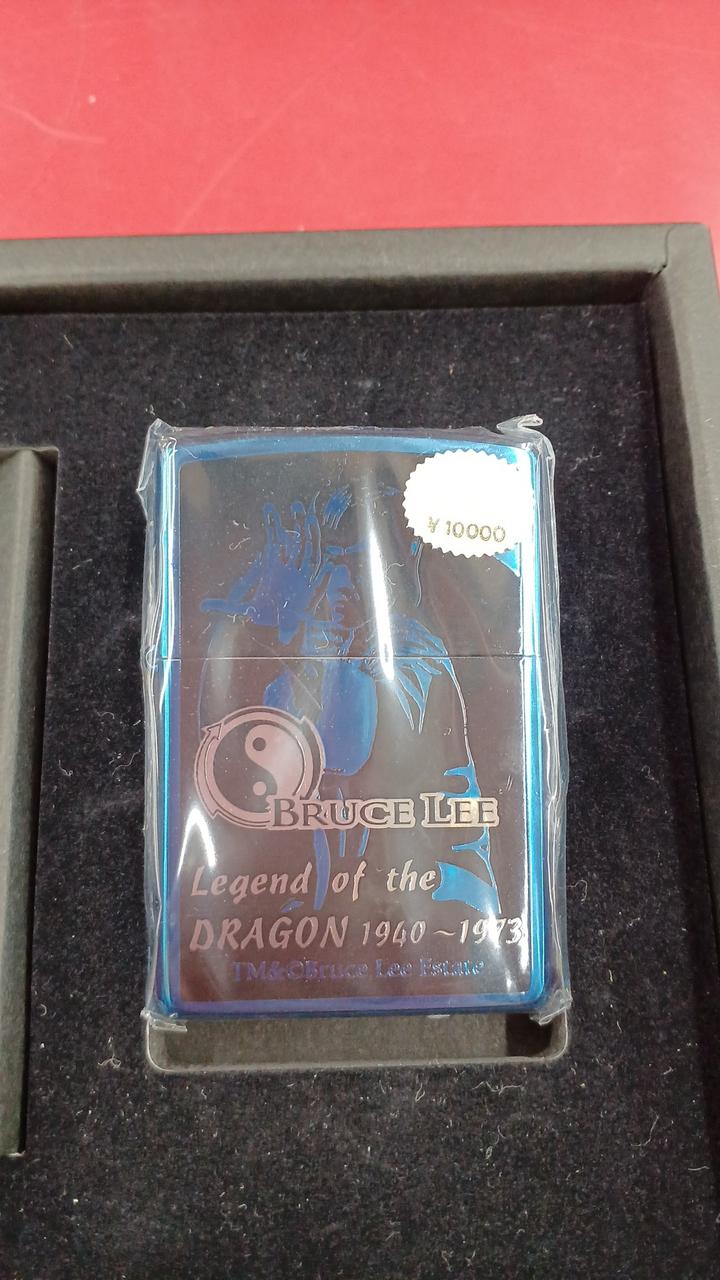 ¥10000
BRUCE LEE
Legend of the
DRAGON 1940~1973
TM&©Bruce Lee Estate